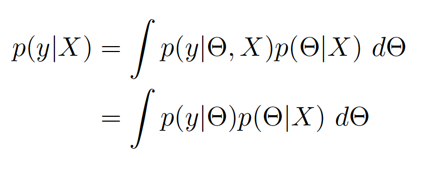 p(y|X) = ∫ p(y|Θ, X)p(Θ|X) dΘ
= ∫ p(y|Θ)p(Θ|X) dΘ